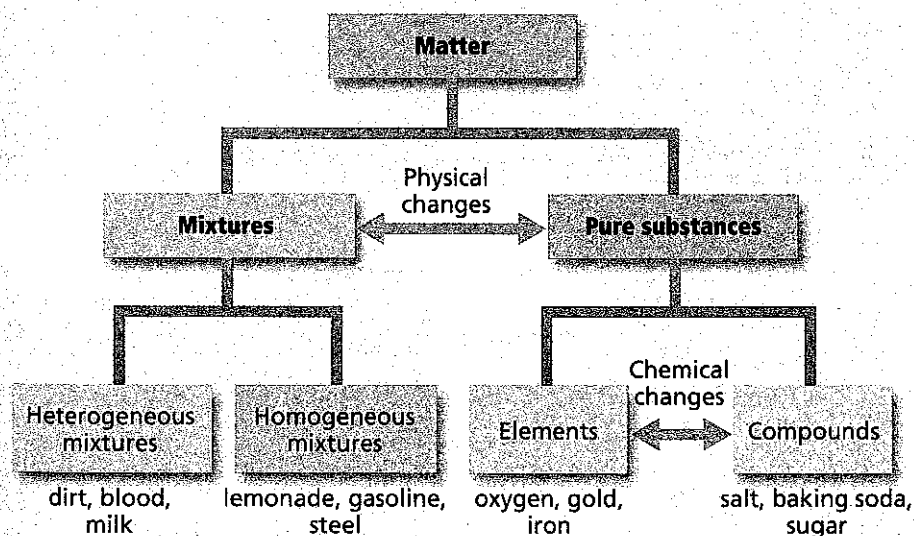 Matter
Physical
changes
Mixtures
Pure substances
Chemical
changes
Heterogeneous
mixtures
Homogeneous
mixtures
Elements
Compounds
dirt, blood,
milk
lemonade, gasoline,
steel
oxygen, gold,
iron
salt, baking soda,
sugar